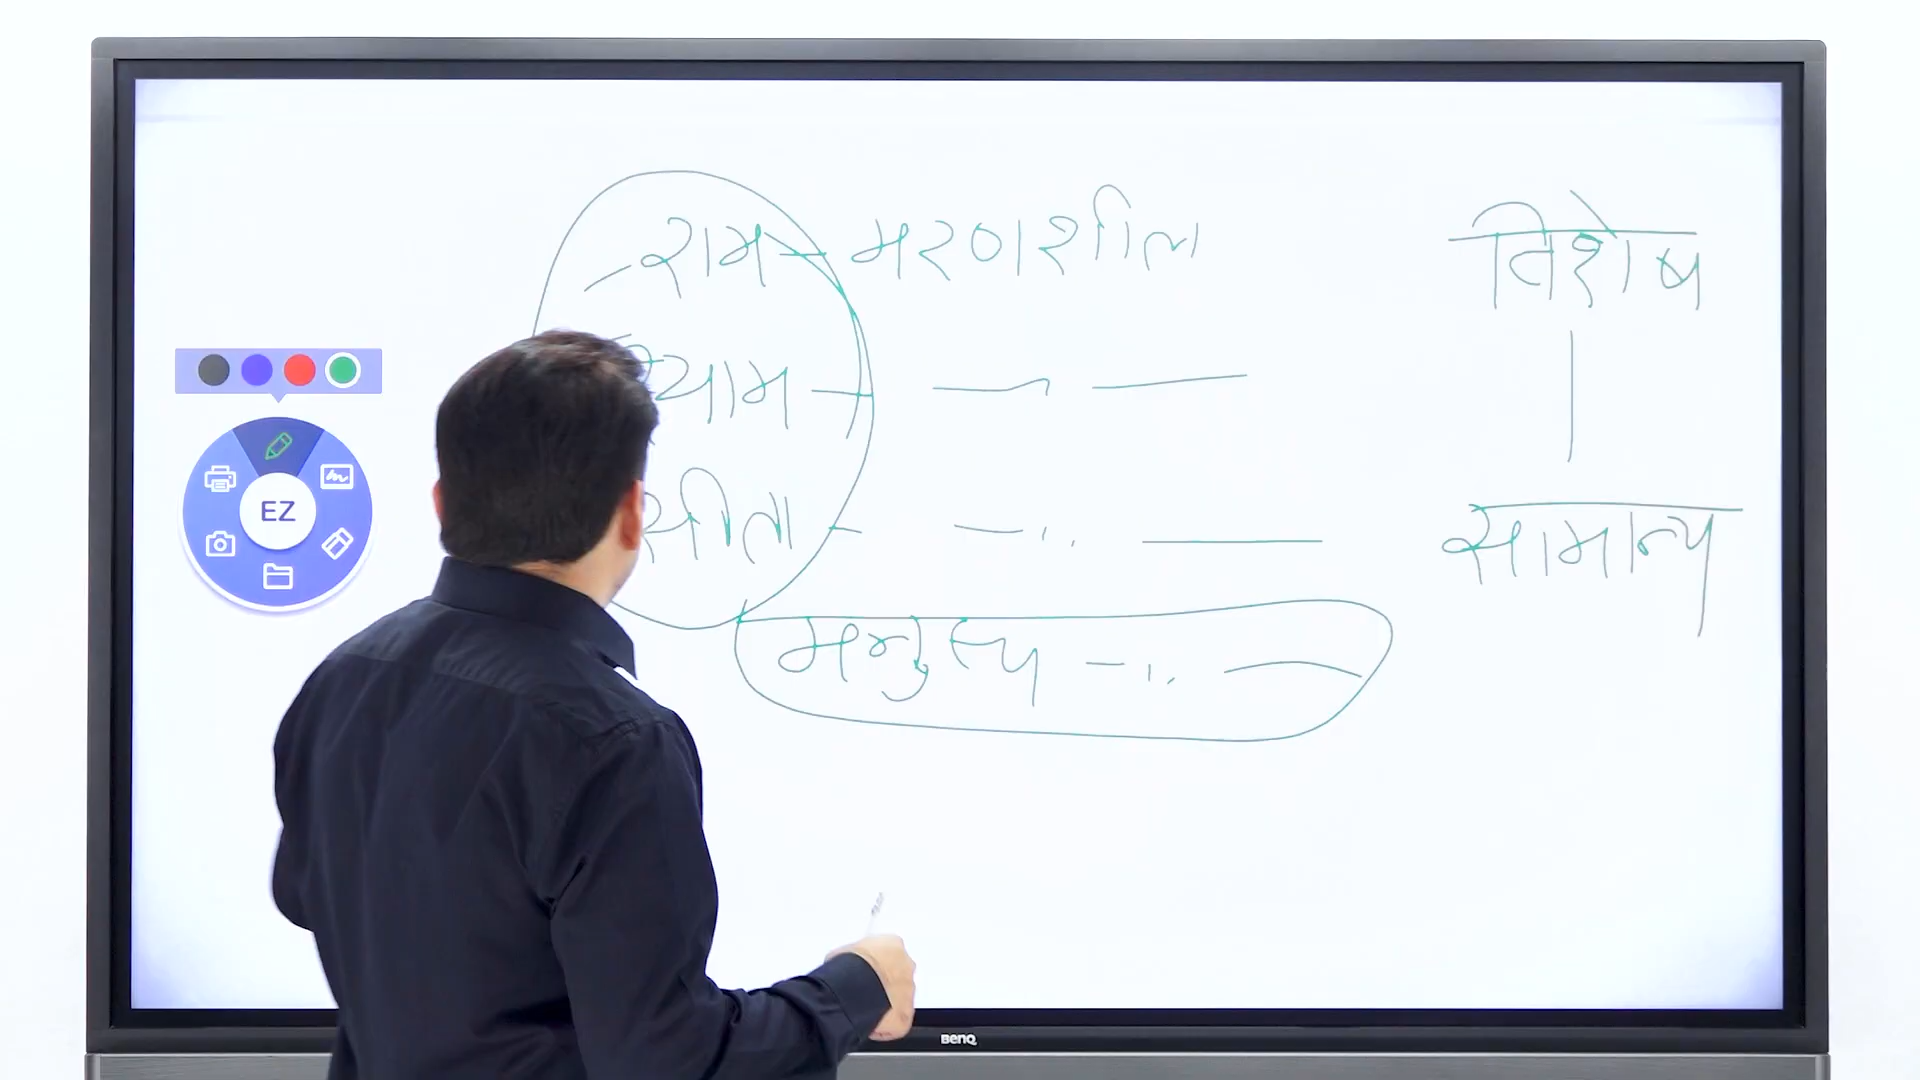 राम - मरणशील
विशेष
श्याम -
सीता -
सामान्य
मनुष्य
EZ
BenQ